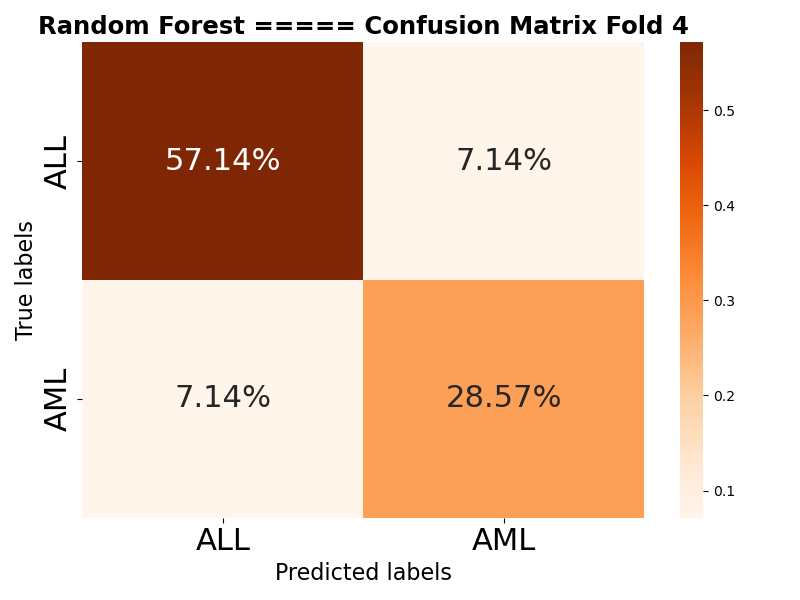 Random Forest ===== Confusion Matrix Fold 4
True labels
ALL
57.14%
7.14%
AML
7.14%
28.57%
ALL
AML
Predicted labels
0.5
0.4
0.3
0.2
0.1